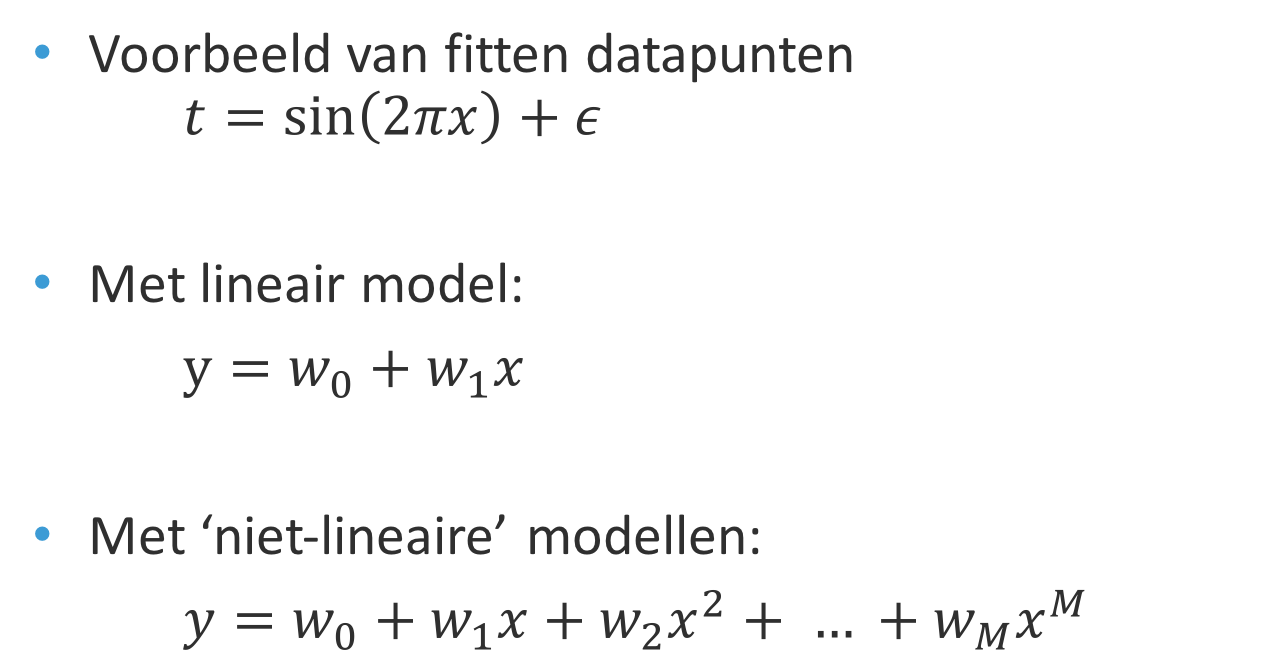 • Voorbeeld van fitten datapunten
t = sin(2πx) + ϵ
• Met lineair model:
y = w₀ + w₁x
• Met ‘niet-lineaire’ modellen:
y = w₀ + w₁x + w₂x² + … + w_M x^M